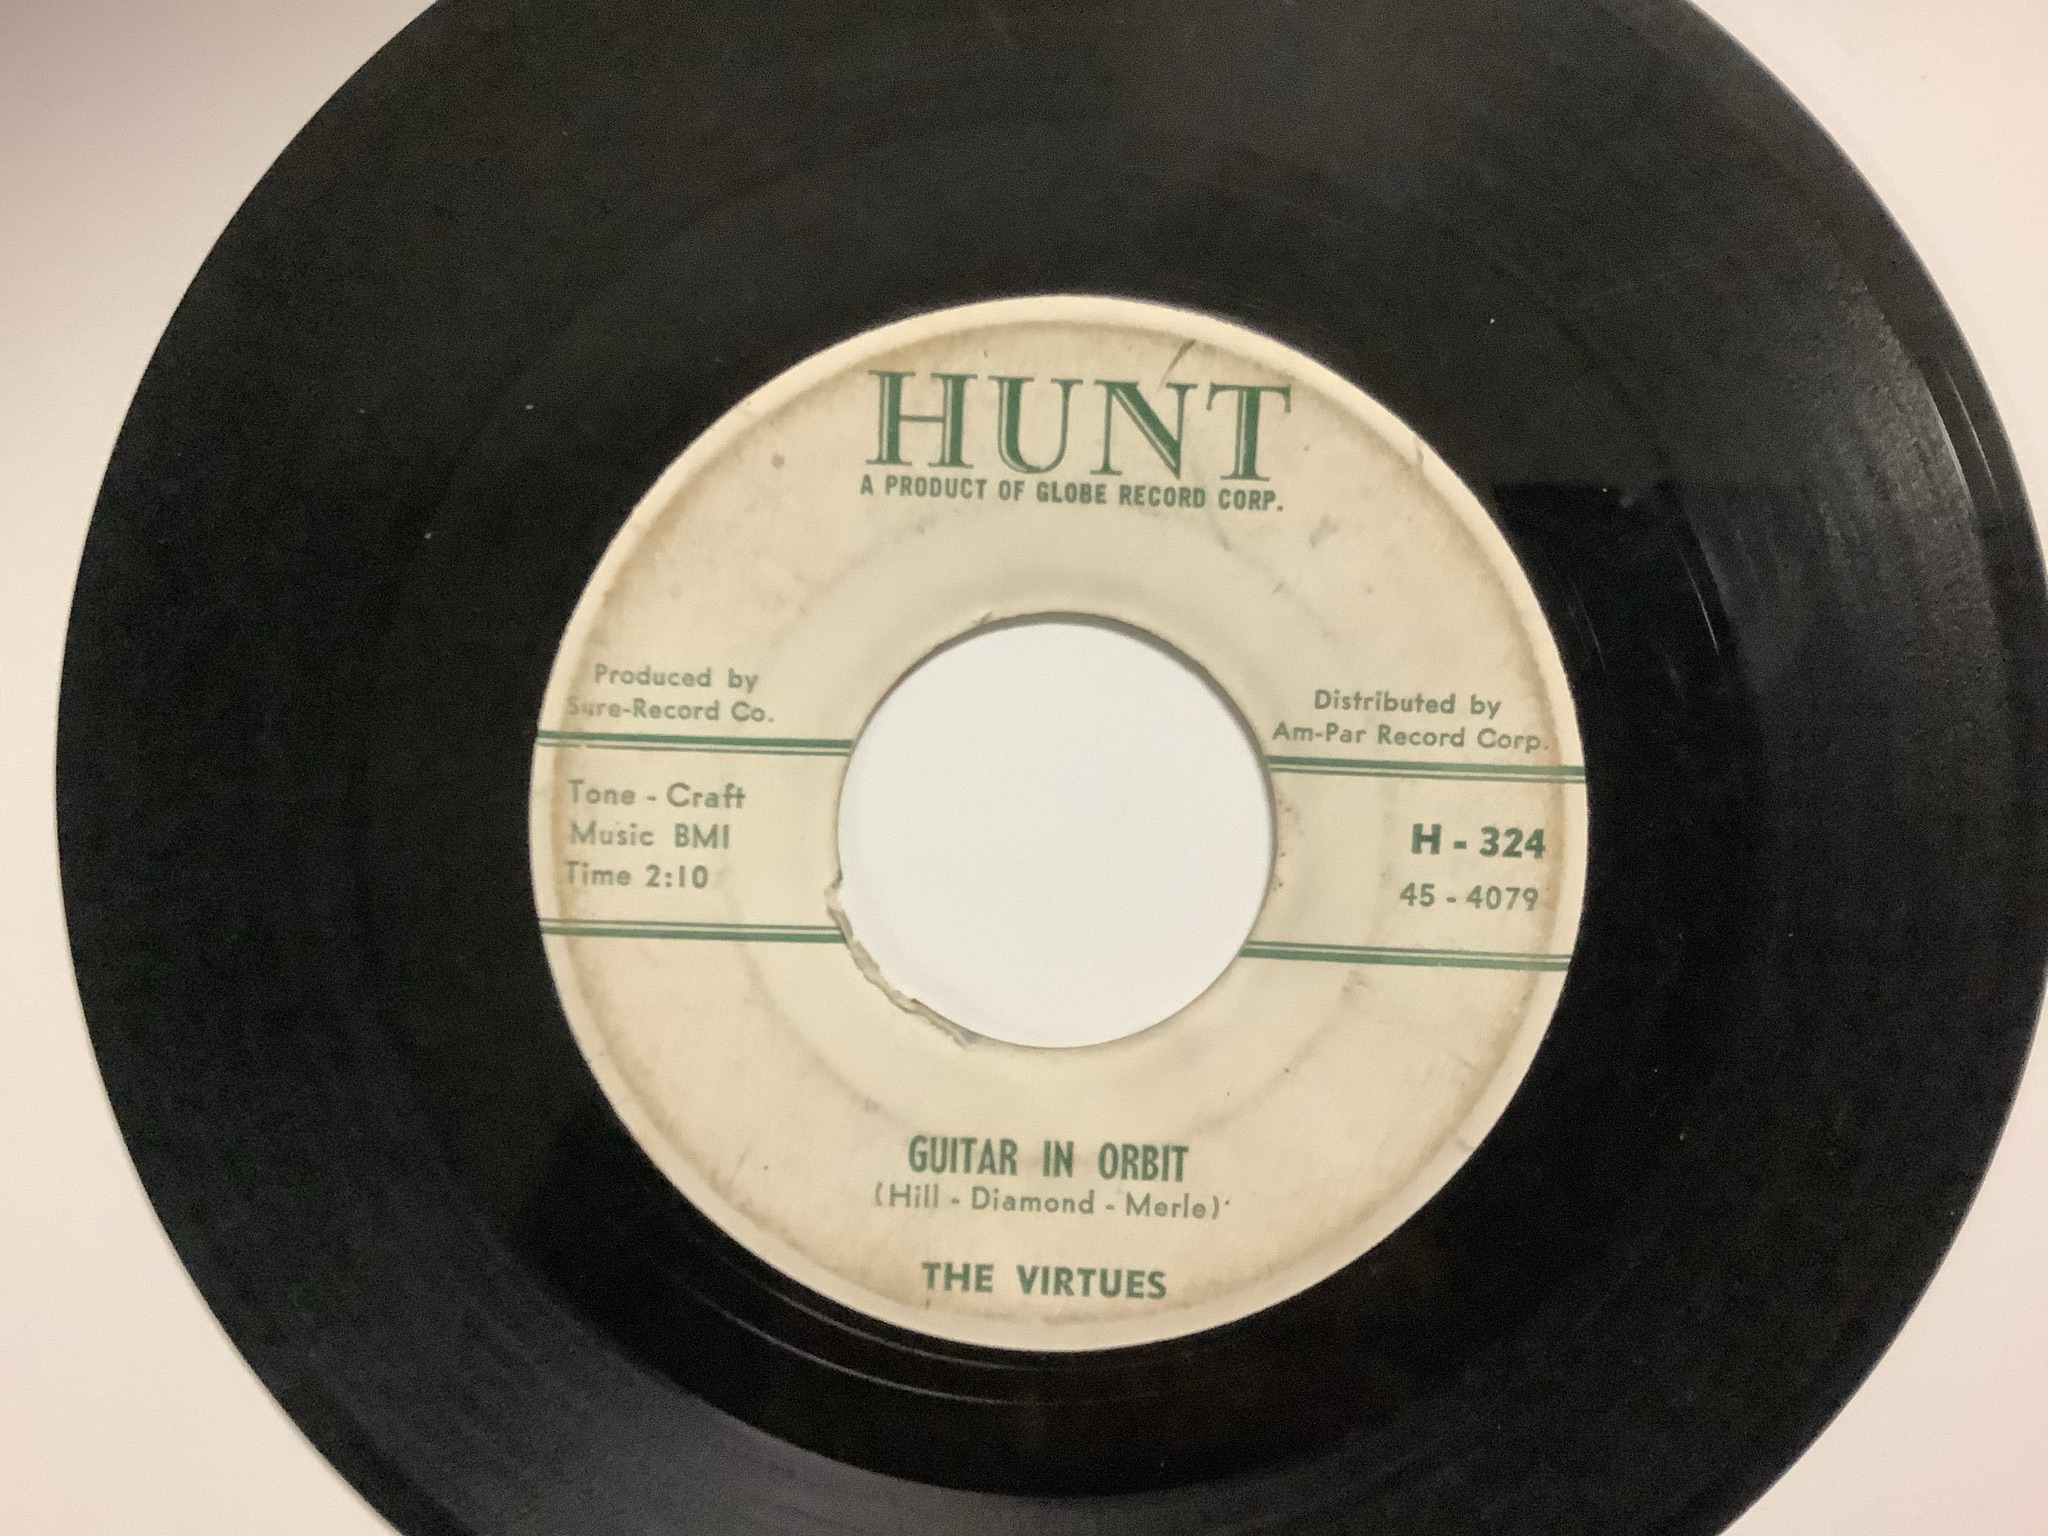 HUNT
A PRODUCT OF GLOBE RECORD CORP.
Produced by
Sure-Record Co.
Distributed by
Am-Par Record Corp.
Tone - Craft
Music BMI
Time 2:10
H - 324
45 - 4079
GUITAR IN ORBIT
(Hill - Diamond - Merle)
THE VIRTUES